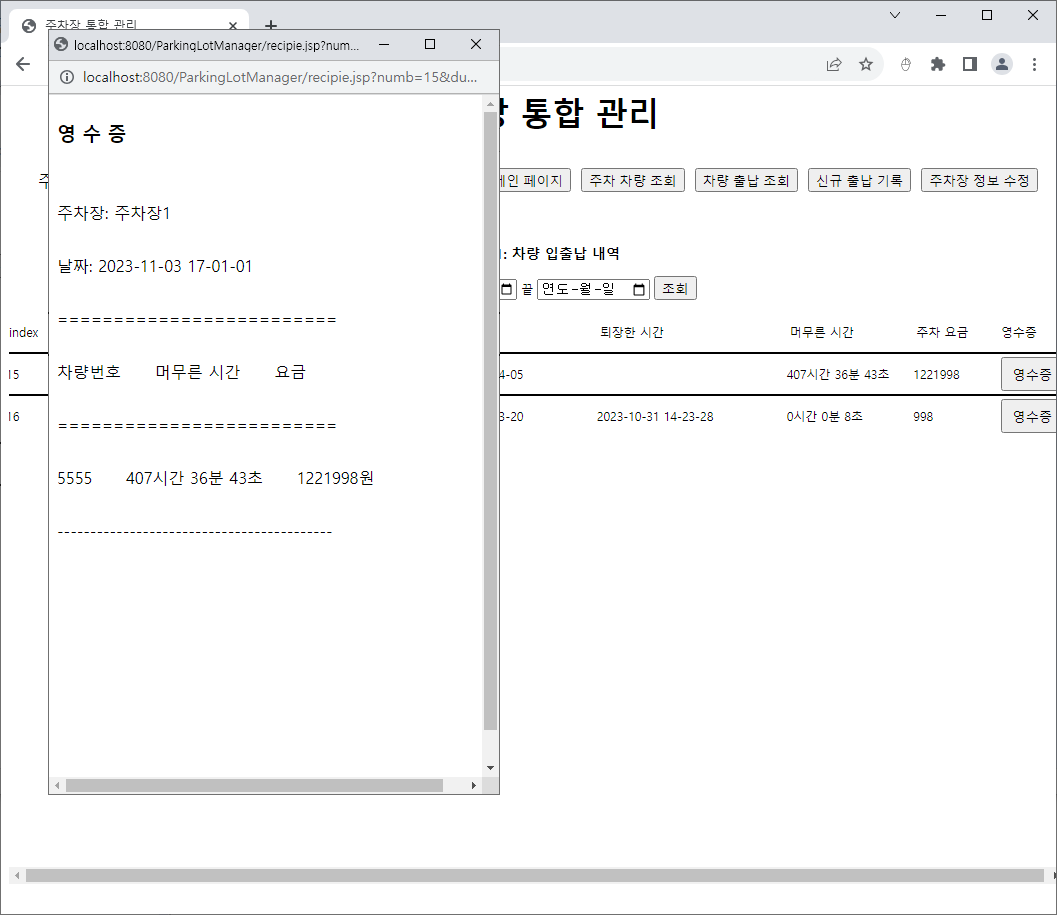 주차장 통합 관리
localhost:8080/ParkingLotManager/recipie.jsp?num...
localhost:8080/ParkingLotManager/recipie.jsp?numb=15&du...
통합 관리
페이지 주차 차량 조회 차량 출납 조회 신규 출납 기록 주차장 정보 수정
: 차량 입출납 내역
끝 연도-월-일 조회
index 퇴장한 시간 머무른 시간 주차 요금 영수증
15 4-05 407시간 36분 43초 1221998 영수증
16 3-20 2023-10-31 14-23-28 0시간 0분 8초 998 영수증
영 수 증
주차장: 주차장1
날짜: 2023-11-03 17-01-01
=========================
차량번호 머무른 시간 요금
=========================
5555 407시간 36분 43초 1221998원
------------------------------------------